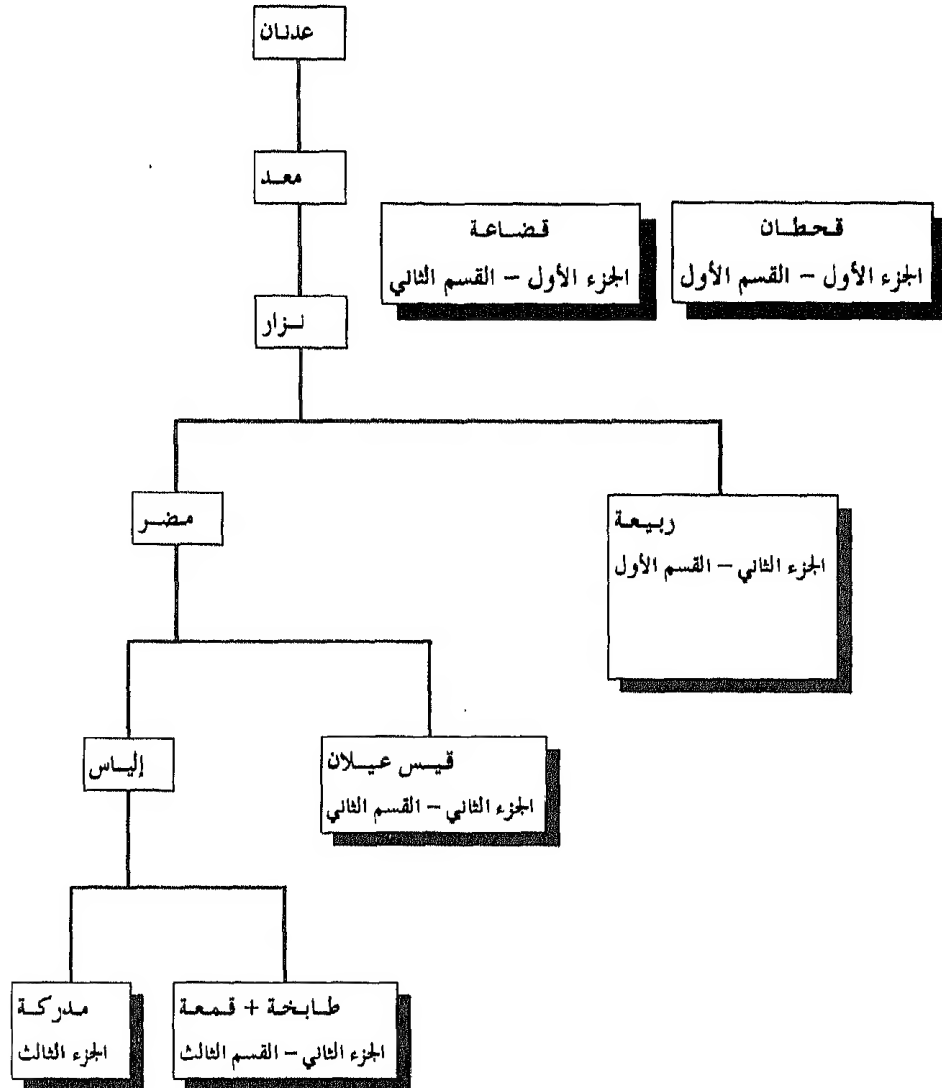 عدنان
معد
قحطان
الجزء الأول – القسم الأول
قضاعة
الجزء الأول – القسم الثاني
نزار
ربيعة
الجزء الثاني – القسم الأول
مضر
قيس عيلان
الجزء الثاني – القسم الثاني
إلياس
طابخة + قمعة
الجزء الثاني – القسم الثالث
مدركة
الجزء الثالث